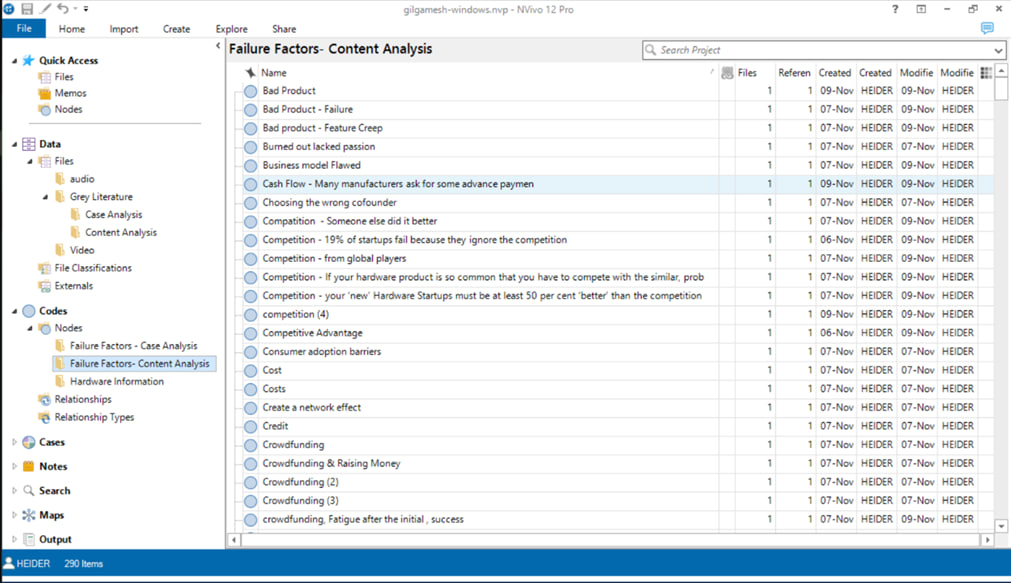 gilgamesh-windows.nvp - NVivo 12 Pro
File Home Import Create Explore Share
Quick Access
Files
Memos
Nodes
Data
Files
audio
Grey Literature
Case Analysis
Content Analysis
Video
File Classifications
Externals
Codes
Nodes
Failure Factors - Case Analysis
Failure Factors- Content Analysis
Hardware Information
Relationships
Relationship Types
Cases
Notes
Search
Maps
Output
Failure Factors- Content Analysis
Search Project
Name Files Referen Created Created Modifie Modifie
Bad Product 1 1 09-Nov HEIDER 09-Nov HEIDER
Bad Product - Failure 1 1 07-Nov HEIDER 09-Nov HEIDER
Bad product - Feature Creep 1 1 07-Nov HEIDER 09-Nov HEIDER
Burned out lacked passion 1 1 07-Nov HEIDER 09-Nov HEIDER
Business model Flawed 1 1 07-Nov HEIDER 09-Nov HEIDER
Cash Flow - Many manufacturers ask for some advance paymen 1 1 09-Nov HEIDER 09-Nov HEIDER
Choosing the wrong cofounder 1 1 07-Nov HEIDER 09-Nov HEIDER
Compatition - Someone else did it better 1 1 07-Nov HEIDER 09-Nov HEIDER
Competition - 19% of startups fail because they ignore the competition 1 1 06-Nov HEIDER 09-Nov HEIDER
Competition - from global players 1 1 07-Nov HEIDER 09-Nov HEIDER
Competition - If your hardware product is so common that you have to compete with the similar, prob 1 1 07-Nov HEIDER 09-Nov HEIDER
Competition - your 'new' Hardware Startups must be at least 50 per cent 'better' than the competition 1 1 07-Nov HEIDER 09-Nov HEIDER
competition (4) 1 1 09-Nov HEIDER 09-Nov HEIDER
Competitive Advantage 1 1 06-Nov HEIDER 09-Nov HEIDER
Consumer adoption barriers 1 1 07-Nov HEIDER 07-Nov HEIDER
Cost 1 1 07-Nov HEIDER 07-Nov HEIDER
Costs 1 1 07-Nov HEIDER 07-Nov HEIDER
Create a network effect 1 1 07-Nov HEIDER 07-Nov HEIDER
Credit 1 1 07-Nov HEIDER 07-Nov HEIDER
Crowdfunding 1 1 07-Nov HEIDER 09-Nov HEIDER
Crowdfunding & Raising Money 1 1 07-Nov HEIDER 07-Nov HEIDER
Crowdfunding (2) 1 1 07-Nov HEIDER 07-Nov HEIDER
Crowdfunding (3) 1 1 07-Nov HEIDER 07-Nov HEIDER
crowdfunding, Fatigue after the initial , success 1 1 07-Nov HEIDER 09-Nov HEIDER
HEIDER 290 Items